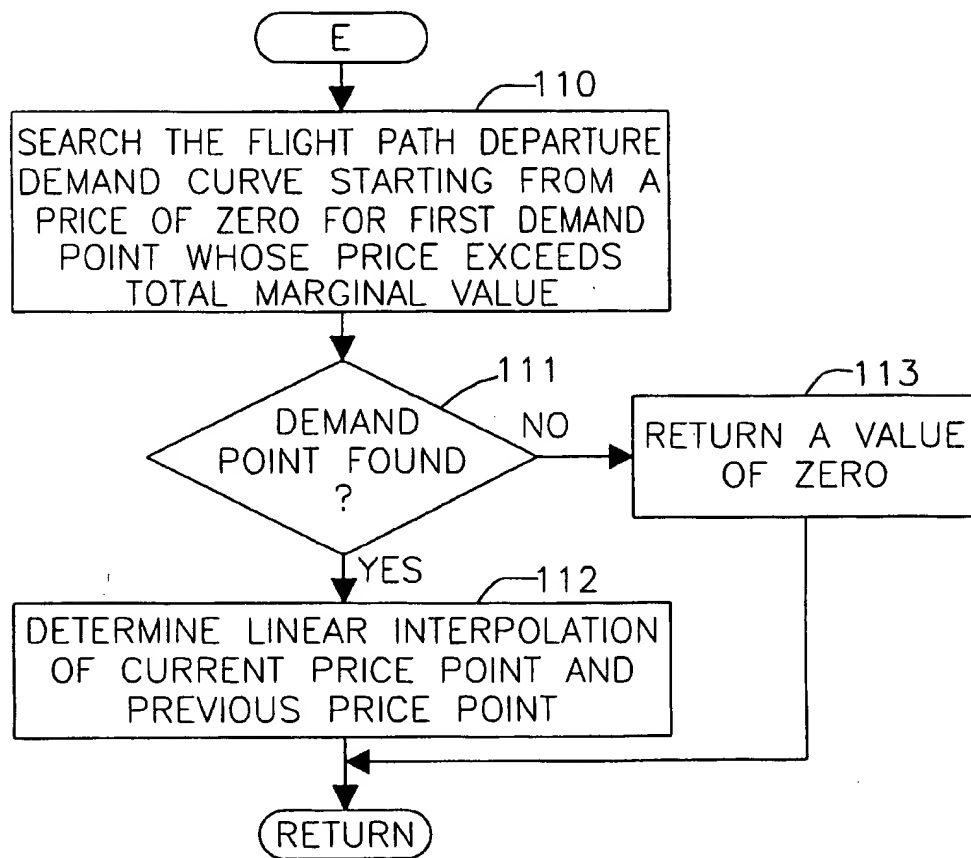 E
110
SEARCH THE FLIGHT PATH DEPARTURE
DEMAND CURVE STARTING FROM A
PRICE OF ZERO FOR FIRST DEMAND
POINT WHOSE PRICE EXCEEDS
TOTAL MARGINAL VALUE
111
DEMAND
POINT FOUND
?
NO
113
RETURN A VALUE
OF ZERO
YES
112
DETERMINE LINEAR INTERPOLATION
OF CURRENT PRICE POINT AND
PREVIOUS PRICE POINT
RETURN